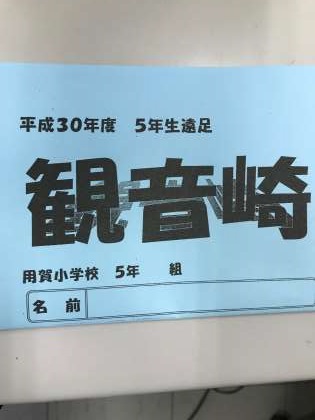 平成30年度　5年生遠足
観音崎
用賀小学校　5年　　組
名　前